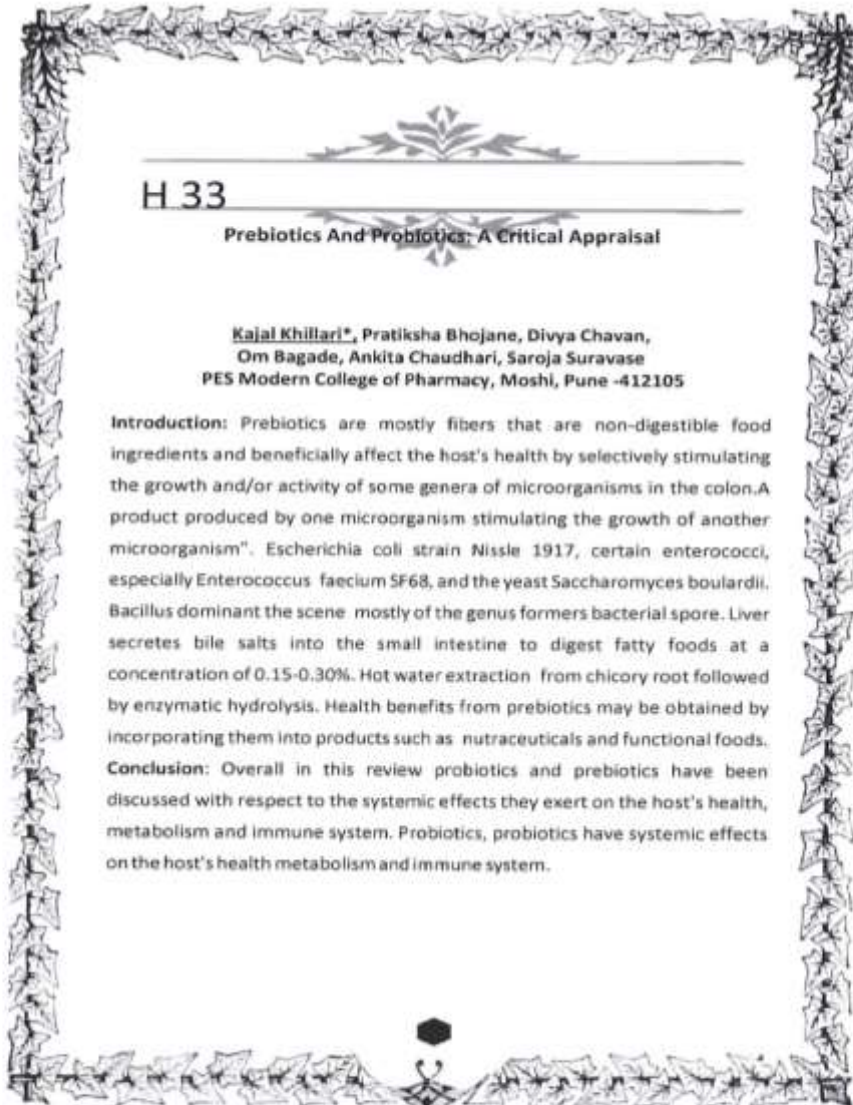 H 33
Prebiotics And Probiotics: A Critical Appraisal
Kajal Khillari*, Pratiksha Bhojane, Divya Chavan,
Om Bagade, Ankita Chaudhari, Saroja Suravase
PES Modern College of Pharmacy, Moshi, Pune -412105
Introduction: Prebiotics are mostly fibers that are non-digestible food
ingredients and beneficially affect the host's health by selectively stimulating
the growth and/or activity of some genera of microorganisms in the colon.A
product produced by one microorganism stimulating the growth of another
microorganism". Escherichia coli strain Nissle 1917, certain enterococci,
especially Enterococcus faecium SF68, and the yeast Saccharomyces boulardii.
Bacillus dominant the scene mostly of the genus formers bacterial spore. Liver
secretes bile salts into the small intestine to digest fatty foods at a
concentration of 0.15-0.30%. Hot water extraction from chicory root followed
by enzymatic hydrolysis. Health benefits from prebiotics may be obtained by
incorporating them into products such as nutraceuticals and functional foods.
Conclusion: Overall in this review probiotics and prebiotics have been
discussed with respect to the systemic effects they exert on the host's health,
metabolism and immune system. Probiotics, probiotics have systemic effects
on the host's health metabolism and immune system.